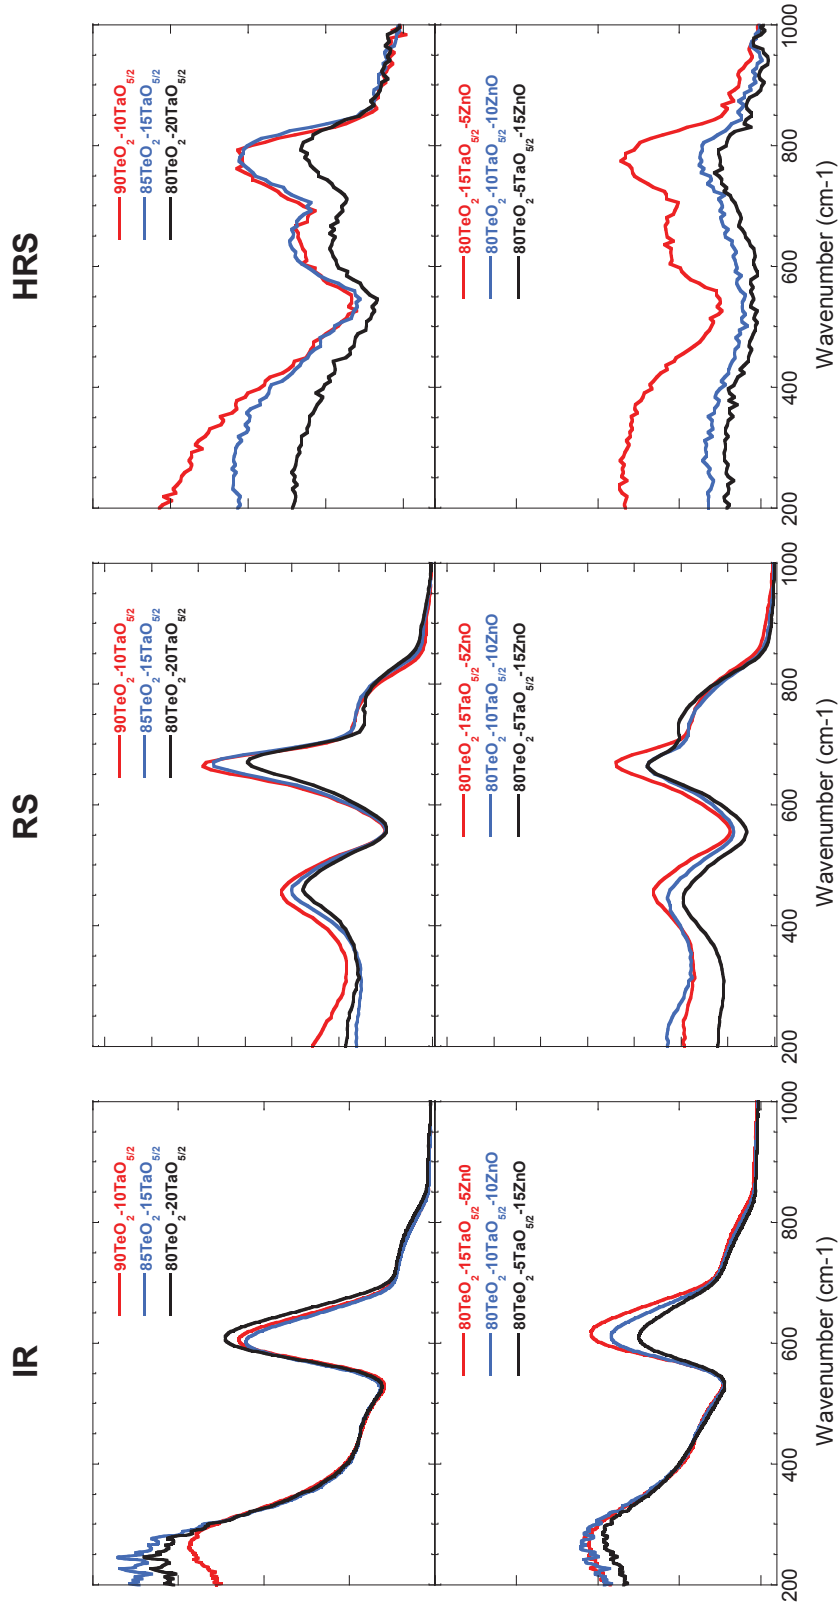 IR
90TeO2-10TaO5/2
85TeO2-15TaO5/2
80TeO2-20TaO5/2
80TeO2-15TaO5/2-5Zn0
80TeO2-10TaO5/2-10ZnO
80TeO2-5TaO5/2-15ZnO
200 400 600 800 1000
Wavenumber (cm-1)
RS
90TeO2-10TaO5/2
85TeO2-15TaO5/2
80TeO2-20TaO5/2
80TeO2-15TaO5/2-5ZnO
80TeO2-10TaO5/2-10ZnO
80TeO2-5TaO5/2-15ZnO
200 400 600 800 1000
Wavenumber (cm-1)
HRS
90TeO2-10TaO5/2
85TeO2-15TaO5/2
80TeO2-20TaO5/2
80TeO2-15TaO5/2-5ZnO
80TeO2-10TaO5/2-10ZnO
80TeO2-5TaO5/2-15ZnO
200 400 600 800 1000
Wavenumber (cm-1)